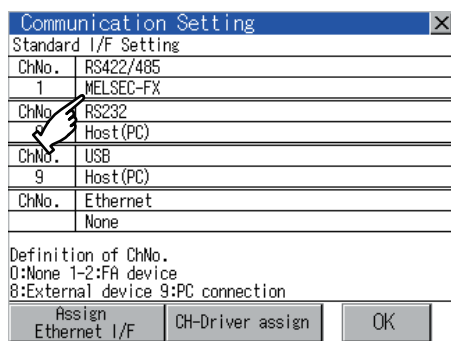 Communication Setting
Standard I/F Setting
ChNo. RS422/485
1 MELSEC-FX
ChNo. RS232
Host(PC)
ChNo. USB
9 Host(PC)
ChNo. Ethernet
None
Definition of ChNo.
0:None 1-2:FA device
8:External device 9:PC connection
Assign
Ethernet I/F
CH-Driver assign
OK